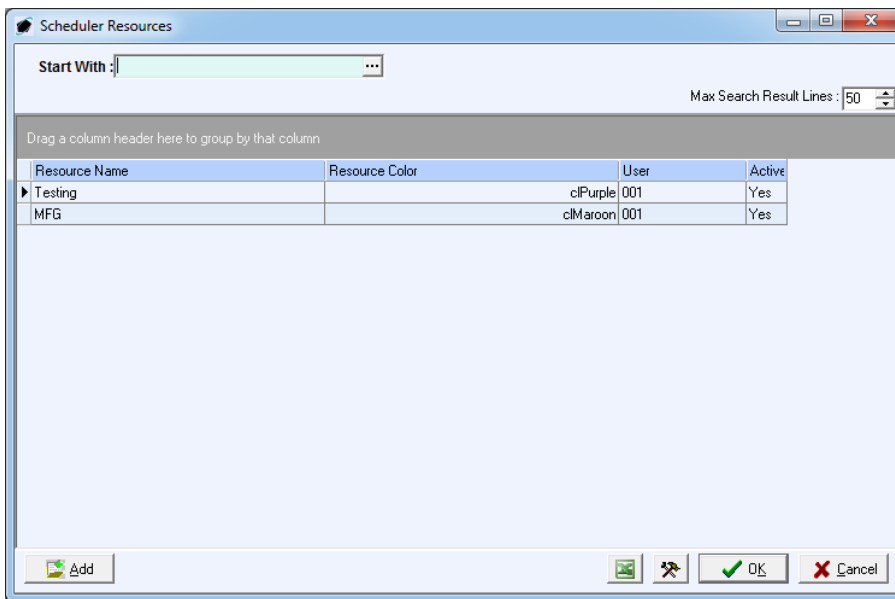 Scheduler Resources
Start With :
...
Max Search Result Lines : 50
Drag a column header here to group by that column
Resource Name Resource Color User Active
Testing clPurple 001 Yes
MFG clMaroon 001 Yes
Add OK Cancel